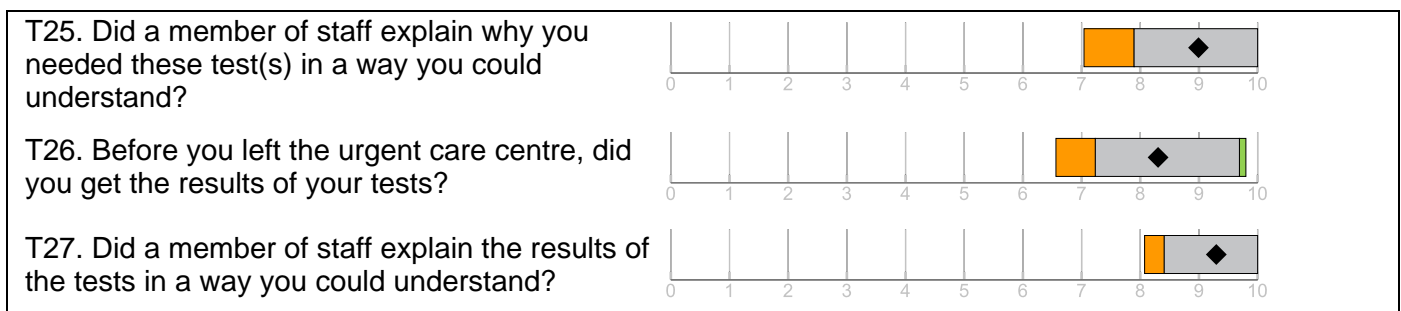 T25. Did a member of staff explain why you
needed these test(s) in a way you could
understand?
0 1 2 3 4 5 6 7 8 9 10
T26. Before you left the urgent care centre, did
you get the results of your tests?
0 1 2 3 4 5 6 7 8 9 10
T27. Did a member of staff explain the results of
the tests in a way you could understand?
0 1 2 3 4 5 6 7 8 9 10